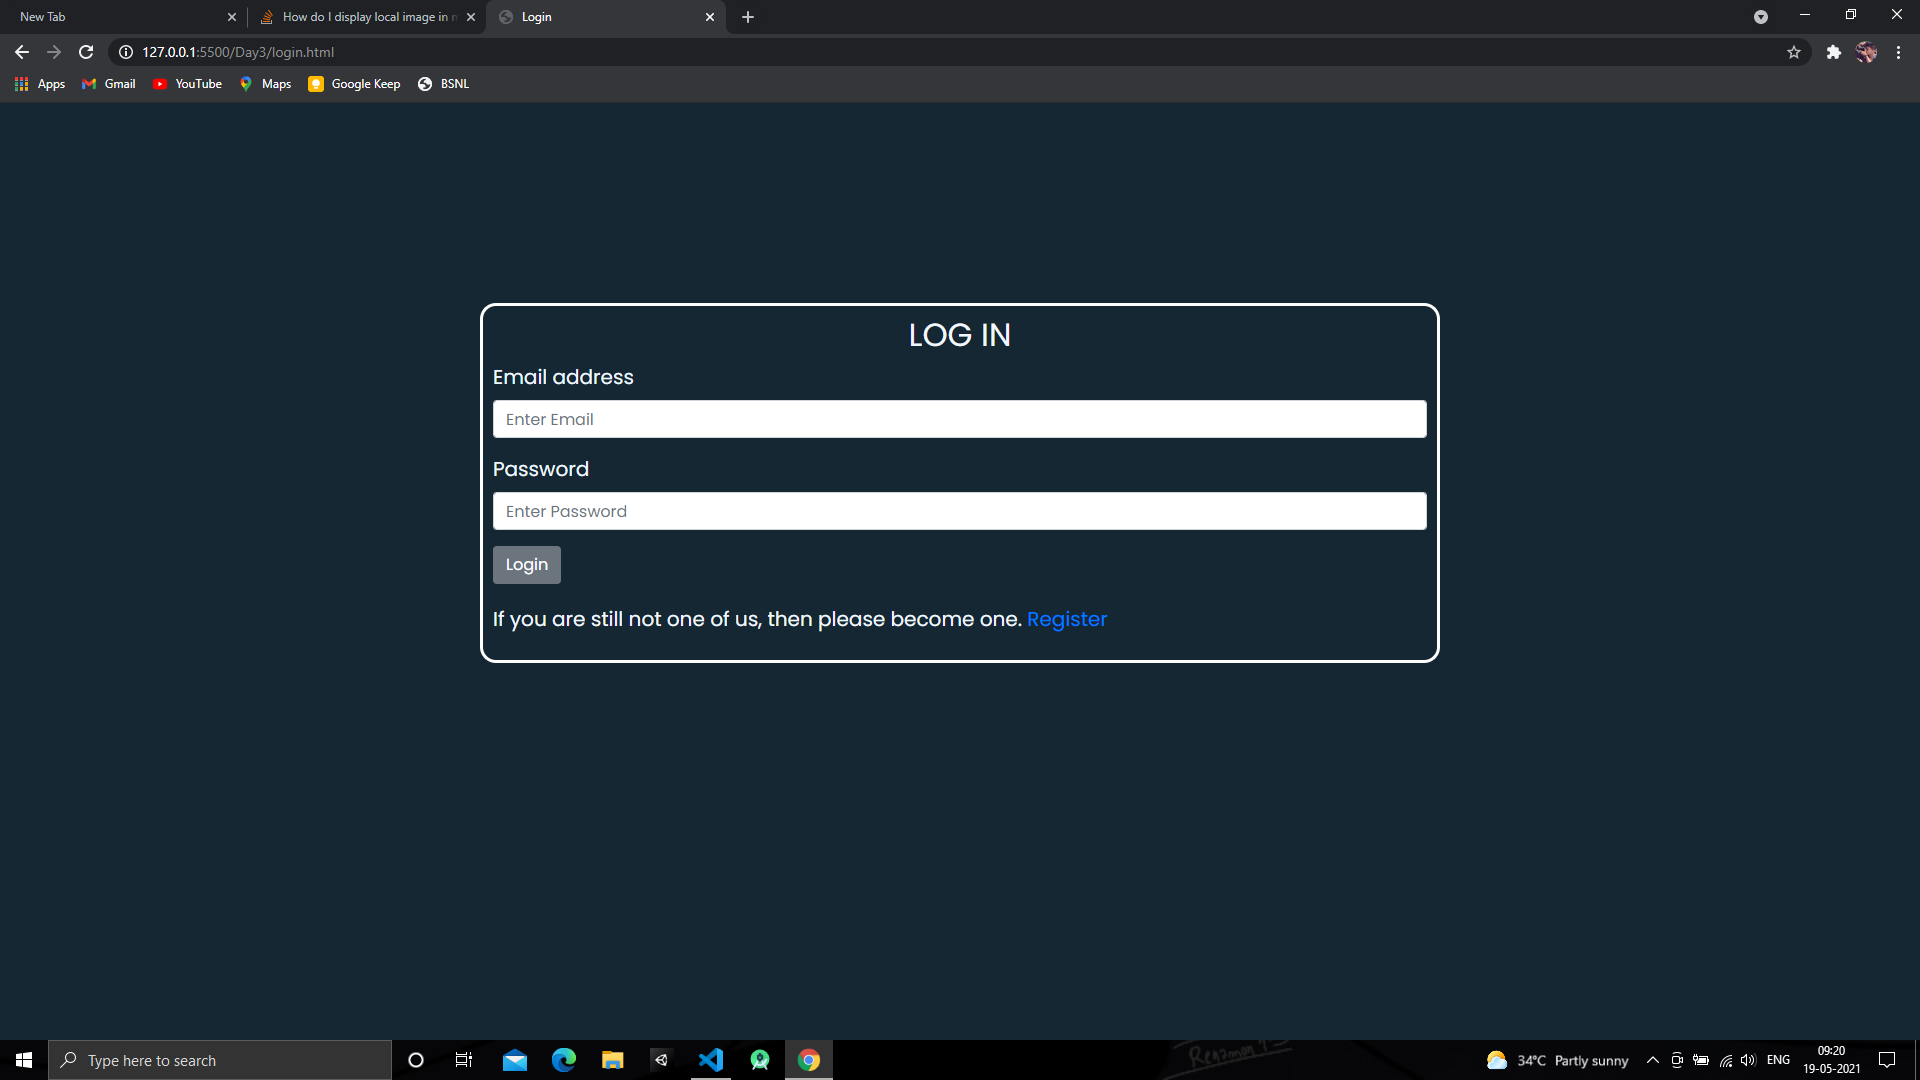 New Tab
How do I display local image in
Login
127.0.0.1:5500/Day3/login.html
Apps
Gmail
YouTube
Maps
Google Keep
BSNL
LOG IN
Email address
Enter Email
Password
Enter Password
Login
If you are still not one of us, then please become one. Register
Type here to search
34°C Partly sunny
ENG
09:20
19-05-2021